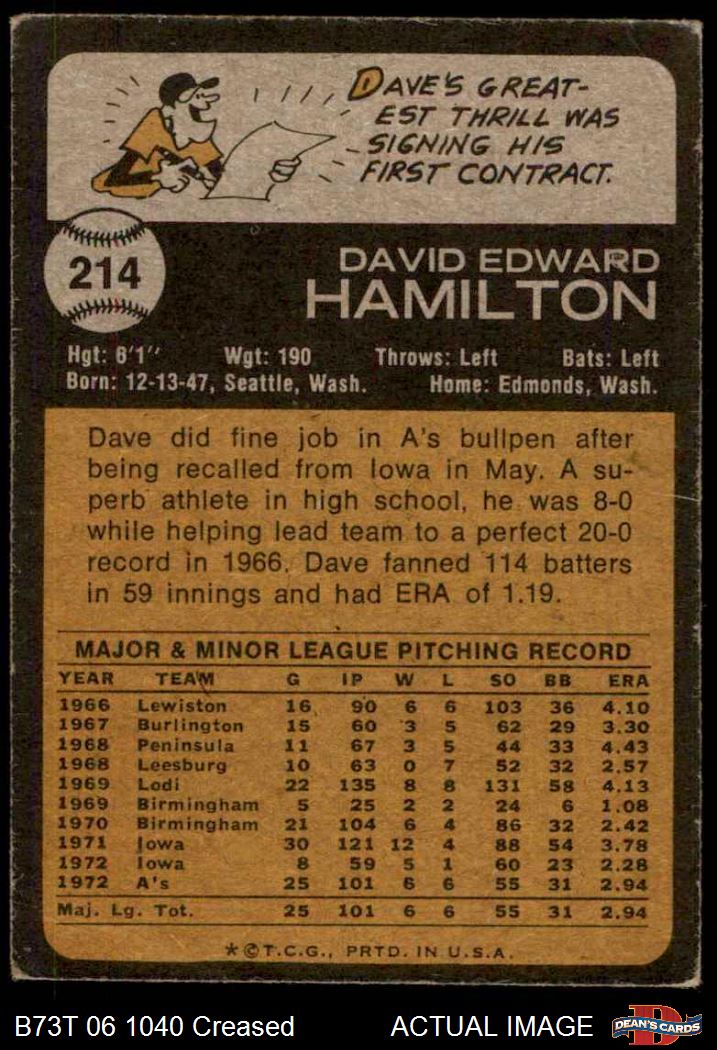 DAVE'S GREAT-
EST THRILL WAS
SIGNING HIS
FIRST CONTRACT.
214
DAVID EDWARD
HAMILTON
Hgt: 6'1" Wgt: 190 Throws: Left Bats: Left
Born: 12-13-47, Seattle, Wash. Home: Edmonds, Wash.
Dave did fine job in A's bullpen after
being recalled from Iowa in May. A su-
perb athlete in high school, he was 8-0
while helping lead team to a perfect 20-0
record in 1966. Dave fanned 114 batters
in 59 innings and had ERA of 1.19.
MAJOR & MINOR LEAGUE PITCHING RECORD
YEAR TEAM G IP W L SO BB ERA
1966 Lewiston 16 90 6 6 103 36 4.10
1967 Burlington 15 60 3 5 62 29 3.30
1968 Peninsula 11 67 3 5 44 33 4.43
1968 Leesburg 10 63 0 7 52 32 2.57
1969 Lodi 22 135 8 8 131 58 4.13
1969 Birmingham 5 25 2 2 24 6 1.08
1970 Birmingham 21 104 6 4 86 32 2.42
1971 Iowa 30 121 12 4 88 54 3.78
1972 Iowa 8 59 5 1 60 23 2.28
1972 A's 25 101 6 6 55 31 2.94
Maj. Lg. Tot. 25 101 6 6 55 31 2.94
*©T.C.G., PRTD. IN U.S.A.
B73T 06 1040 Creased ACTUAL IMAGE DEAN'S CARDS